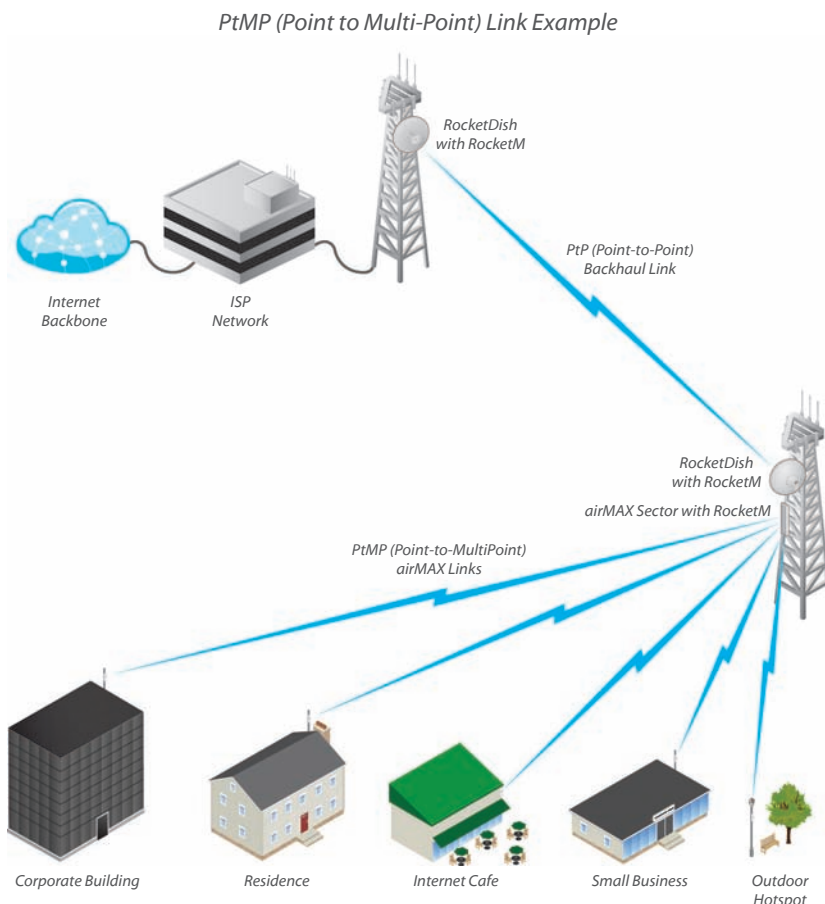 PtMP (Point to Multi-Point) Link Example
RocketDish
with RocketM
PtP (Point-to-Point)
Backhaul Link
Internet
Backbone
ISP
Network
RocketDish
with RocketM
airMAX Sector with RocketM
PtMP (Point-to-MultiPoint)
airMAX Links
Corporate Building
Residence
Internet Cafe
Small Business
Outdoor
Hotspot